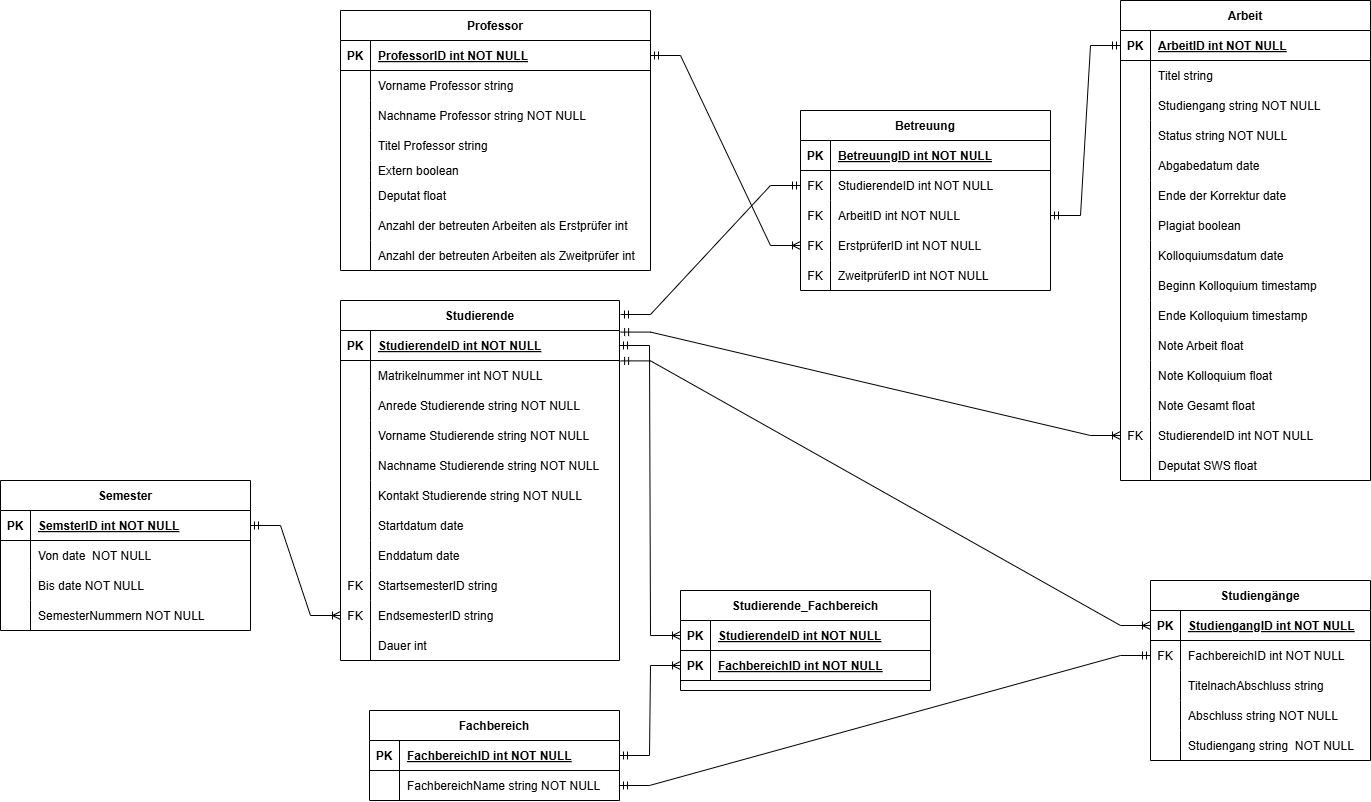 Professor
PK ProfessorID int NOT NULL
Vorname Professor string
Nachname Professor string NOT NULL
Titel Professor string
Extern boolean
Deputat float
Anzahl der betreuten Arbeiten als Erstprüfer int
Anzahl der betreuten Arbeiten als Zweitprüfer int
Arbeit
PK ArbeitID int NOT NULL
Titel string
Studiengang string NOT NULL
Status string NOT NULL
Abgabedatum date
Ende der Korrektur date
Plagiat boolean
Kolloquiumsdatum date
Beginn Kolloquium timestamp
Ende Kolloquium timestamp
Note Arbeit float
Note Kolloquium float
Note Gesamt float
FK StudierendeID int NOT NULL
Deputat SWS float
Betreuung
PK BetreuungID int NOT NULL
FK StudierendeID int NOT NULL
FK ArbeitID int NOT NULL
FK ErstprüferID int NOT NULL
FK ZweitprüferID int NOT NULL
Studierende
PK StudierendeID int NOT NULL
Matrikelnummer int NOT NULL
Anrede Studierende string NOT NULL
Vorname Studierende string NOT NULL
Nachname Studierende string NOT NULL
Kontakt Studierende string NOT NULL
Startdatum date
Enddatum date
FK StartsemesterID string
FK EndsemesterID string
Dauer int
Semester
PK SemsterID int NOT NULL
Von date NOT NULL
Bis date NOT NULL
SemesterNummern NOT NULL
Studierende_Fachbereich
PK StudierendeID int NOT NULL
PK FachbereichID int NOT NULL
Studiengänge
PK StudiengangID int NOT NULL
FK FachbereichID int NOT NULL
TitelnachAbschluss string
Abschluss string NOT NULL
Studiengang string NOT NULL
Fachbereich
PK FachbereichID int NOT NULL
FachbereichName string NOT NULL